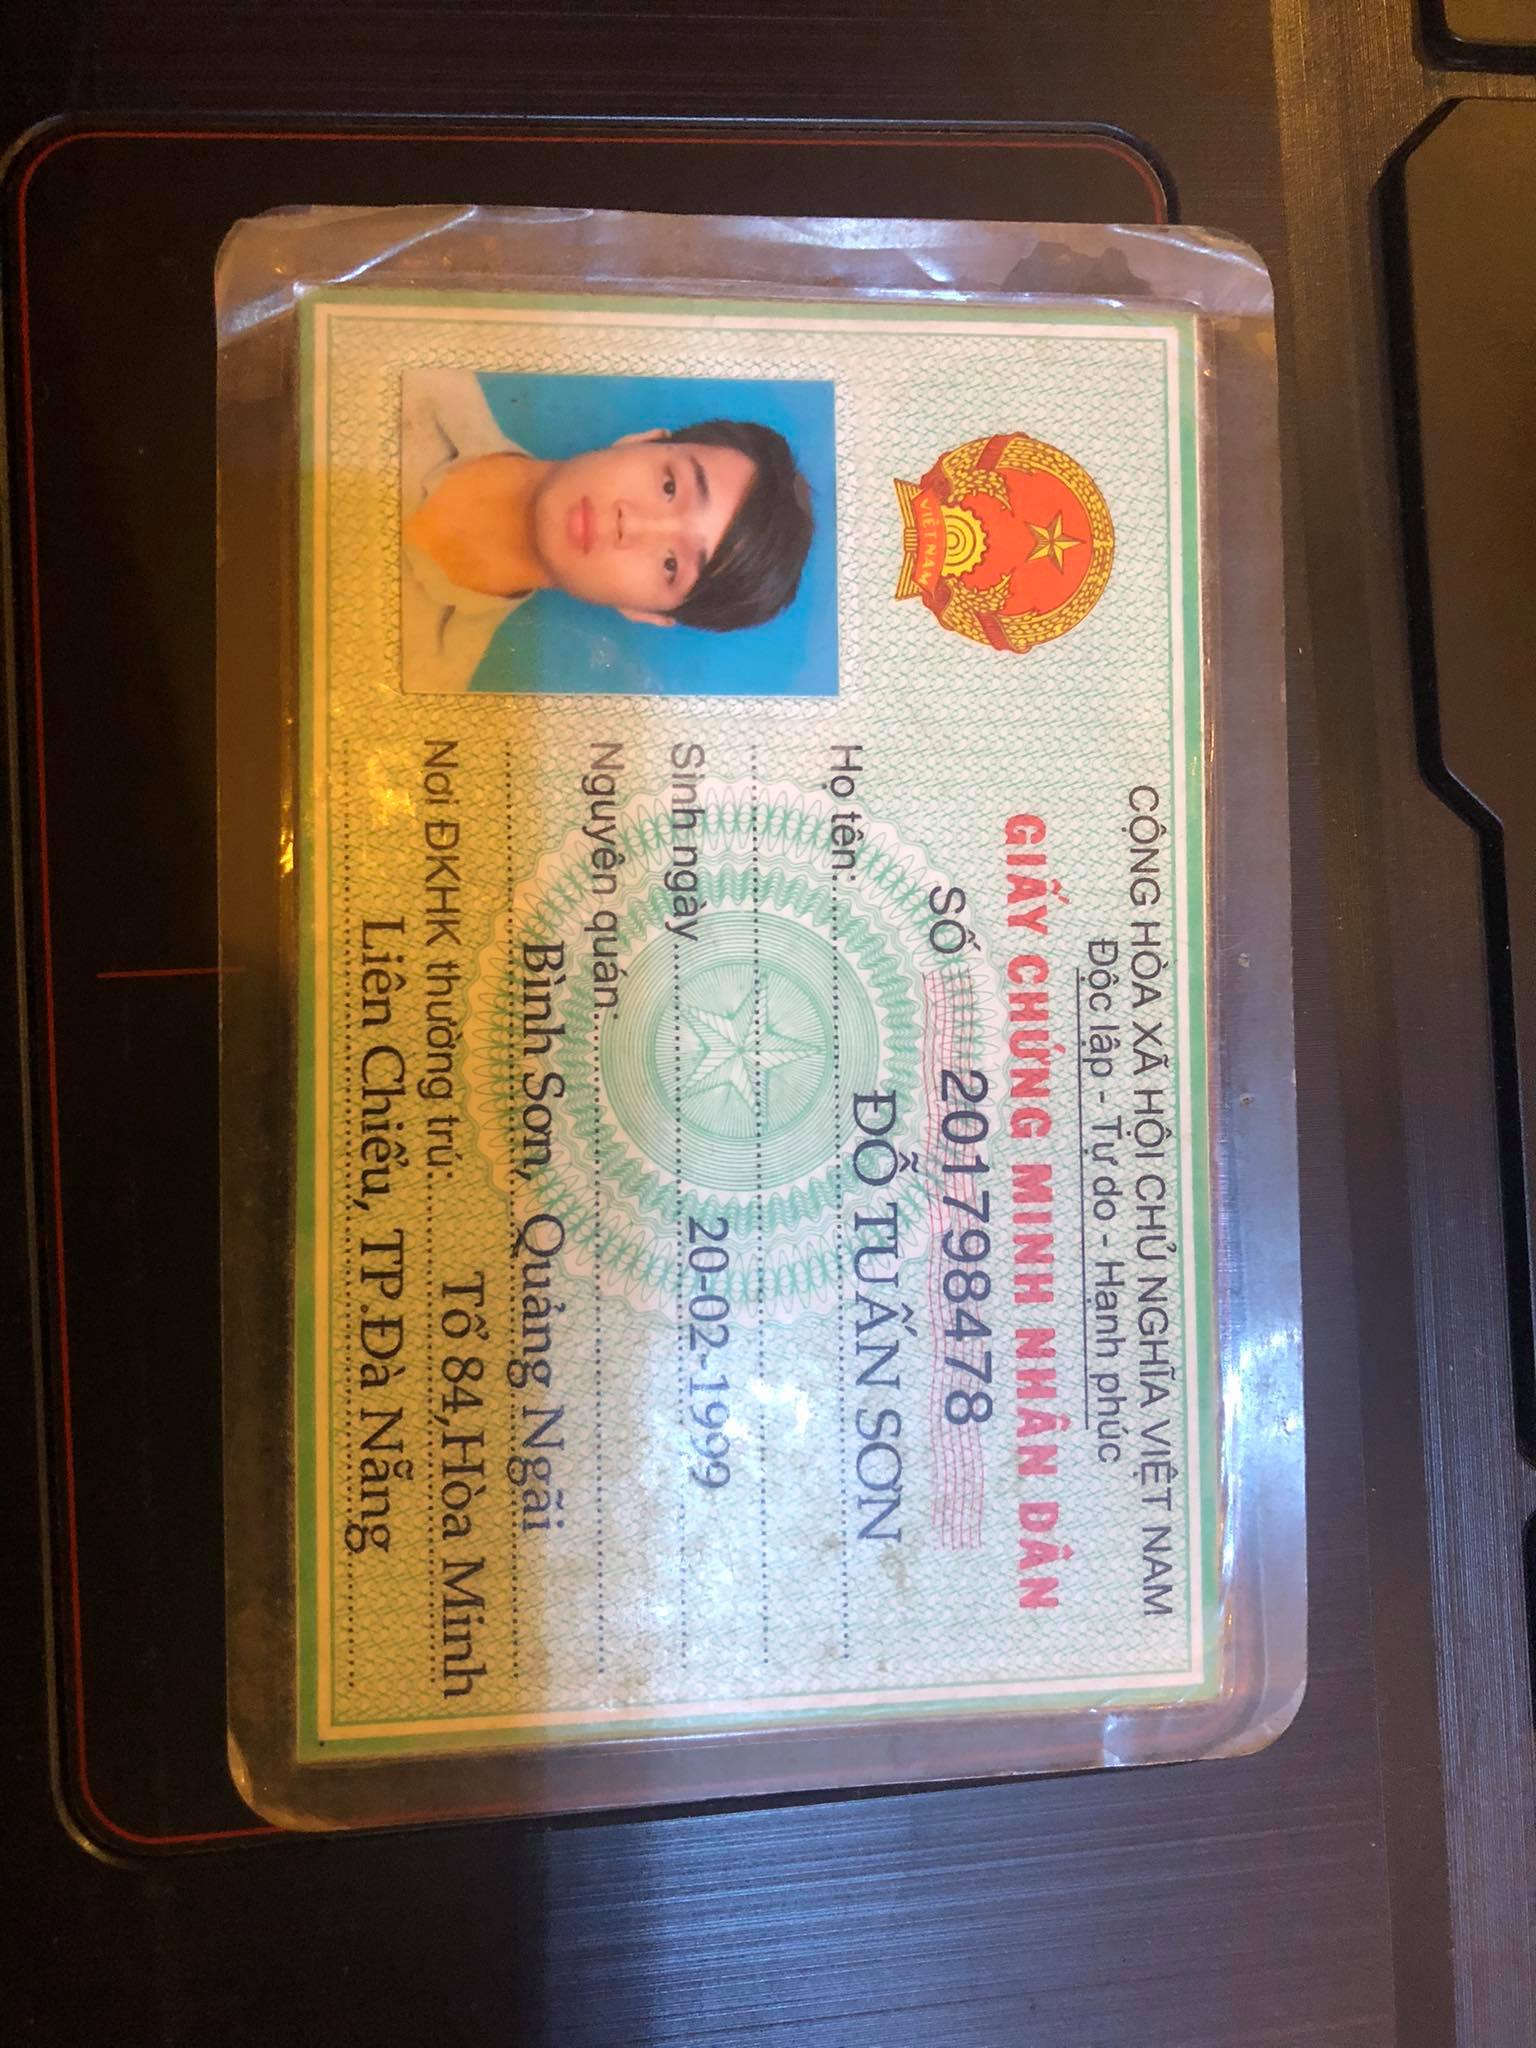 CỘNG HÒA XÃ HỘI CHỦ NGHĨA VIỆT NAM
Độc lập - Tự do - Hạnh phúc
GIẤY CHỨNG MINH NHÂN DÂN
SỐ 201798478
VIỆT NAM
Họ tên: ĐỖ TUẤN SƠN
Sinh ngày 20-02-1999
Nguyên quán:
Bình Sơn, Quảng Ngãi
Nơi ĐKHK thường trú: Tổ 84,Hòa Minh
Liên Chiểu, TP.Đà Nẵng